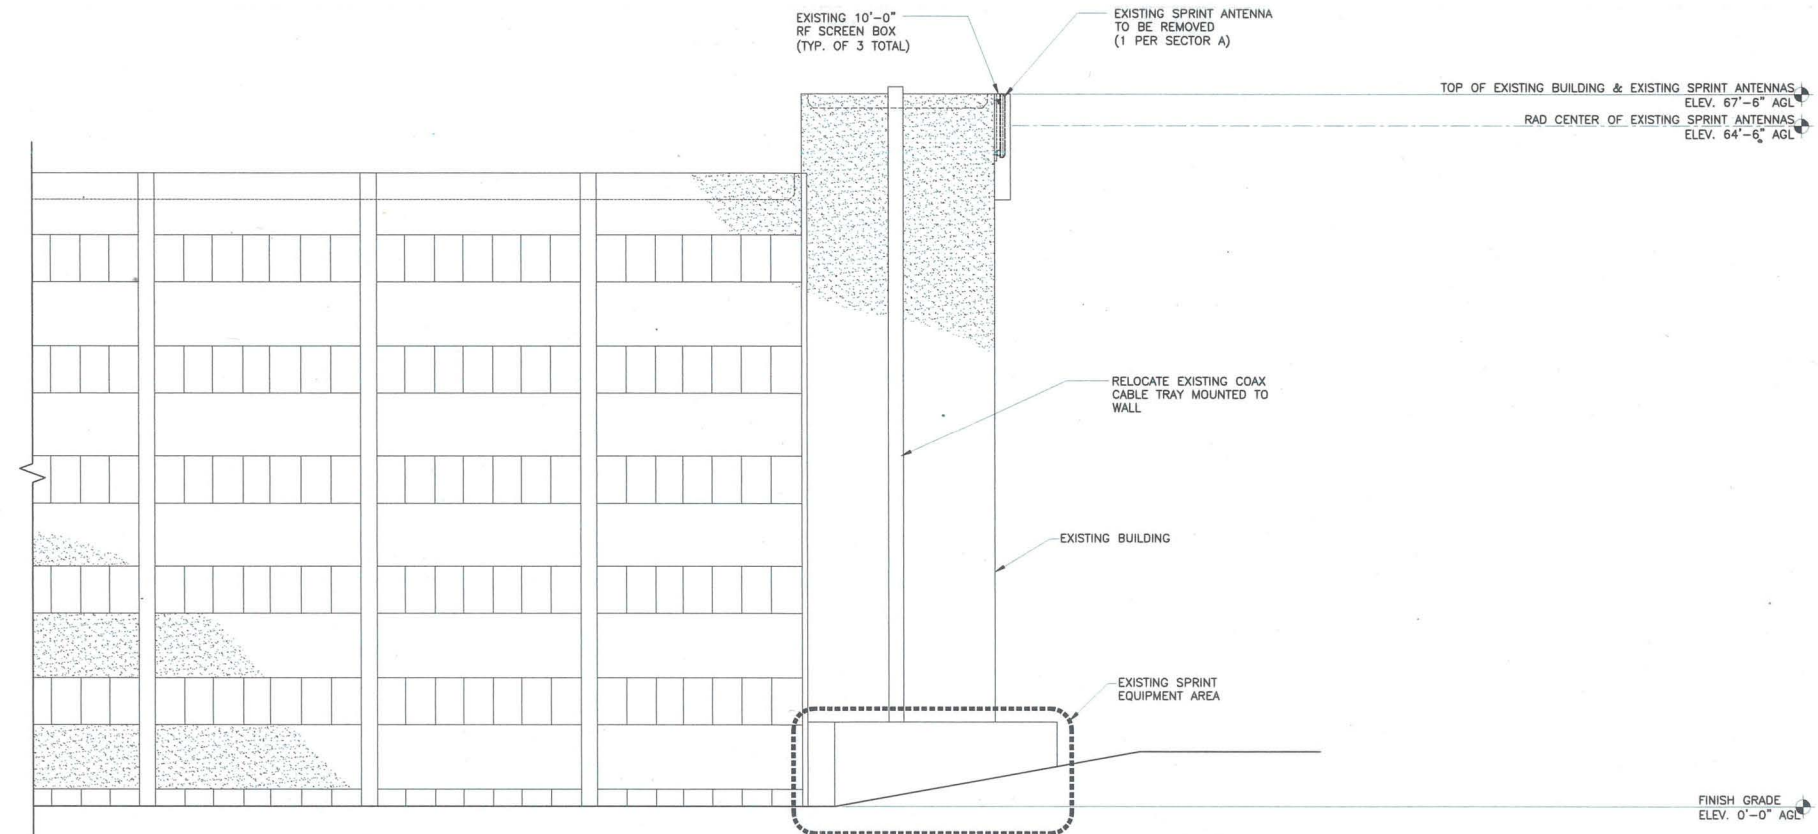 EXISTING 10'-0"
RF SCREEN BOX
(TYP. OF 3 TOTAL)
EXISTING SPRINT ANTENNA
TO BE REMOVED
(1 PER SECTOR A)
TOP OF EXISTING BUILDING & EXISTING SPRINT ANTENNAS
ELEV. 67'-6" AGL
RAD CENTER OF EXISTING SPRINT ANTENNAS
ELEV. 64'-6" AGL
RELOCATE EXISTING COAX
CABLE TRAY MOUNTED TO
WALL
EXISTING BUILDING
EXISTING SPRINT
EQUIPMENT AREA
FINISH GRADE
ELEV. 0'-0" AGL